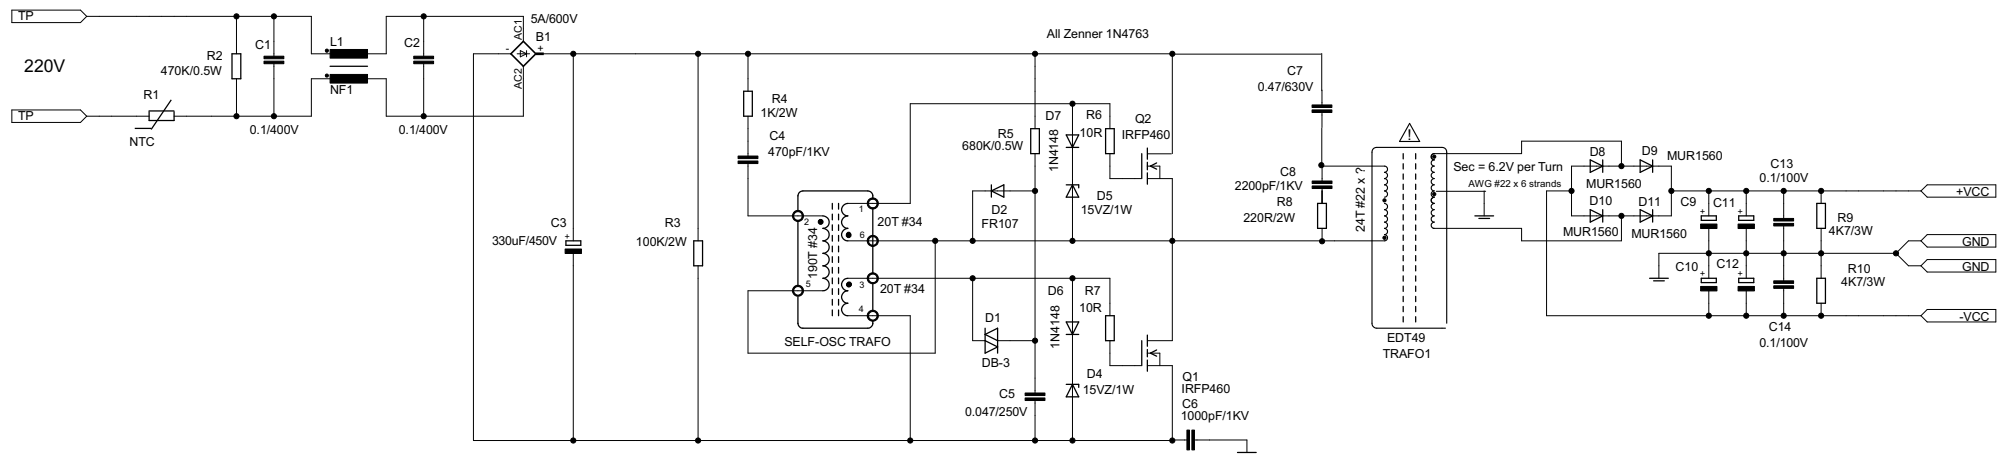 TP
220V
TP
R1
NTC
R2
470K/0.5W
C1
0.1/400V
L1
NF1
C2
0.1/400V
5A/600V
AC1
B1
-
+
AC2
C3
330uF/450V
+
R3
100K/2W
R4
1K/2W
C4
470pF/1KV
2
5
190T #34
1
6
3
4
20T #34
20T #34
SELF-OSC TRAFO
All Zenner 1N4763
R5
680K/0.5W
D2
FR107
D1
DB-3
C5
0.047/250V
D7
1N4148
D5
15VZ/1W
R6
10R
Q2
IRFP460
D6
1N4148
D4
15VZ/1W
R7
10R
Q1
IRFP460
C6
1000pF/1KV
C7
0.47/630V
C8
2200pF/1KV
R8
220R/2W
24T #22 x ?
!
EDT49
TRAFO1
Sec = 6.2V per Turn
AWG #22 x 6 strands
D8
MUR1560
D9
MUR1560
D10
MUR1560
D11
MUR1560
C9
+
C11
+
C10
+
C12
+
C13
0.1/100V
C14
0.1/100V
R9
4K7/3W
R10
4K7/3W
+VCC
GND
GND
-VCC